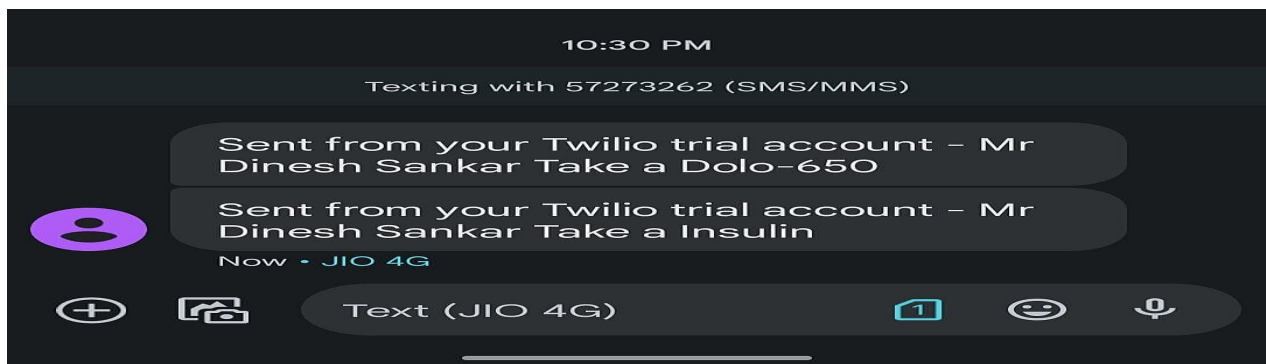 10:30 PM
Texting with 57273262 (SMS/MMS)
Sent from your Twilio trial account - Mr
Dinesh Sankar Take a Dolo-650
Sent from your Twilio trial account - Mr
Dinesh Sankar Take a Insulin
Now • JIO 4G
Text (JIO 4G)
1